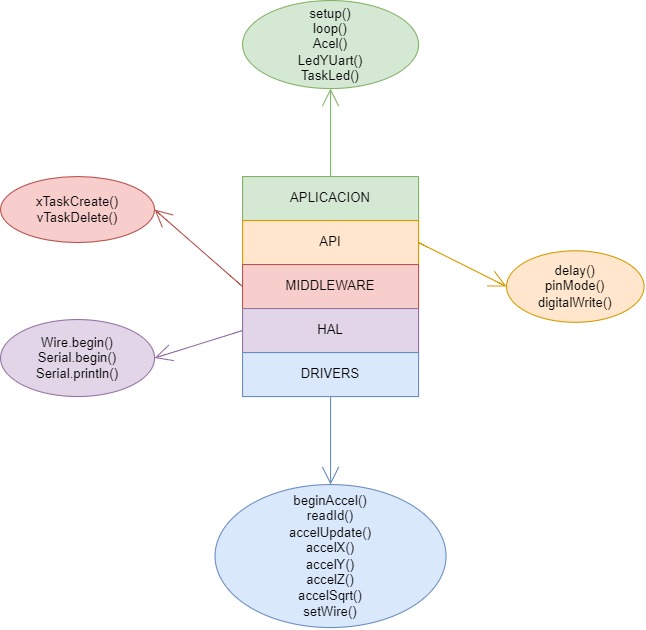 setup()
loop()
Acel()
LedYUart()
TaskLed()
APLICACION
API
MIDDLEWARE
HAL
DRIVERS
xTaskCreate()
vTaskDelete()
delay()
pinMode()
digitalWrite()
Wire.begin()
Serial.begin()
Serial.println()
beginAccel()
readId()
accelUpdate()
accelX()
accelY()
accelZ()
accelSqrt()
setWire()